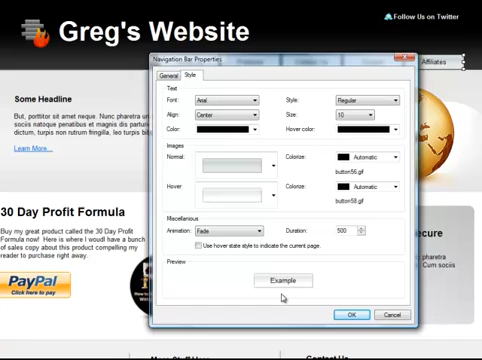 Greg's Website
Follow Us on Twitter
Affiliates
Navigation Bar Properties
General
Style
Text
Font:
Arial
Style:
Regular
Align:
Center
Size:
10
Color:
Hover color:
Images
Normal:
Colorize:
Automatic
button56.gif
Hover
Colorize:
Automatic
button58.gif
Miscellaneous
Animation:
Fade
Duration:
500
Use hover state style to indicate the current page.
Preview
Example
OK
Cancel
Some Headline
But, porttitor sit amet neque. Nunc pharetra
sociis natoque penatibus et magnis dis parturient
dictum, turpis non rutrum fringilla, leo turpis bib
Learn More...
30 Day Profit Formula
Buy my great product called the 30 Day Profit
Formula now! Here is where I would have a bunch
of sales copy about this product compelling my
reader to purchase right away.
PayPal
Click here to pay
ecure
pharetra
Cum sociis
More Stuff Here
Contact Us